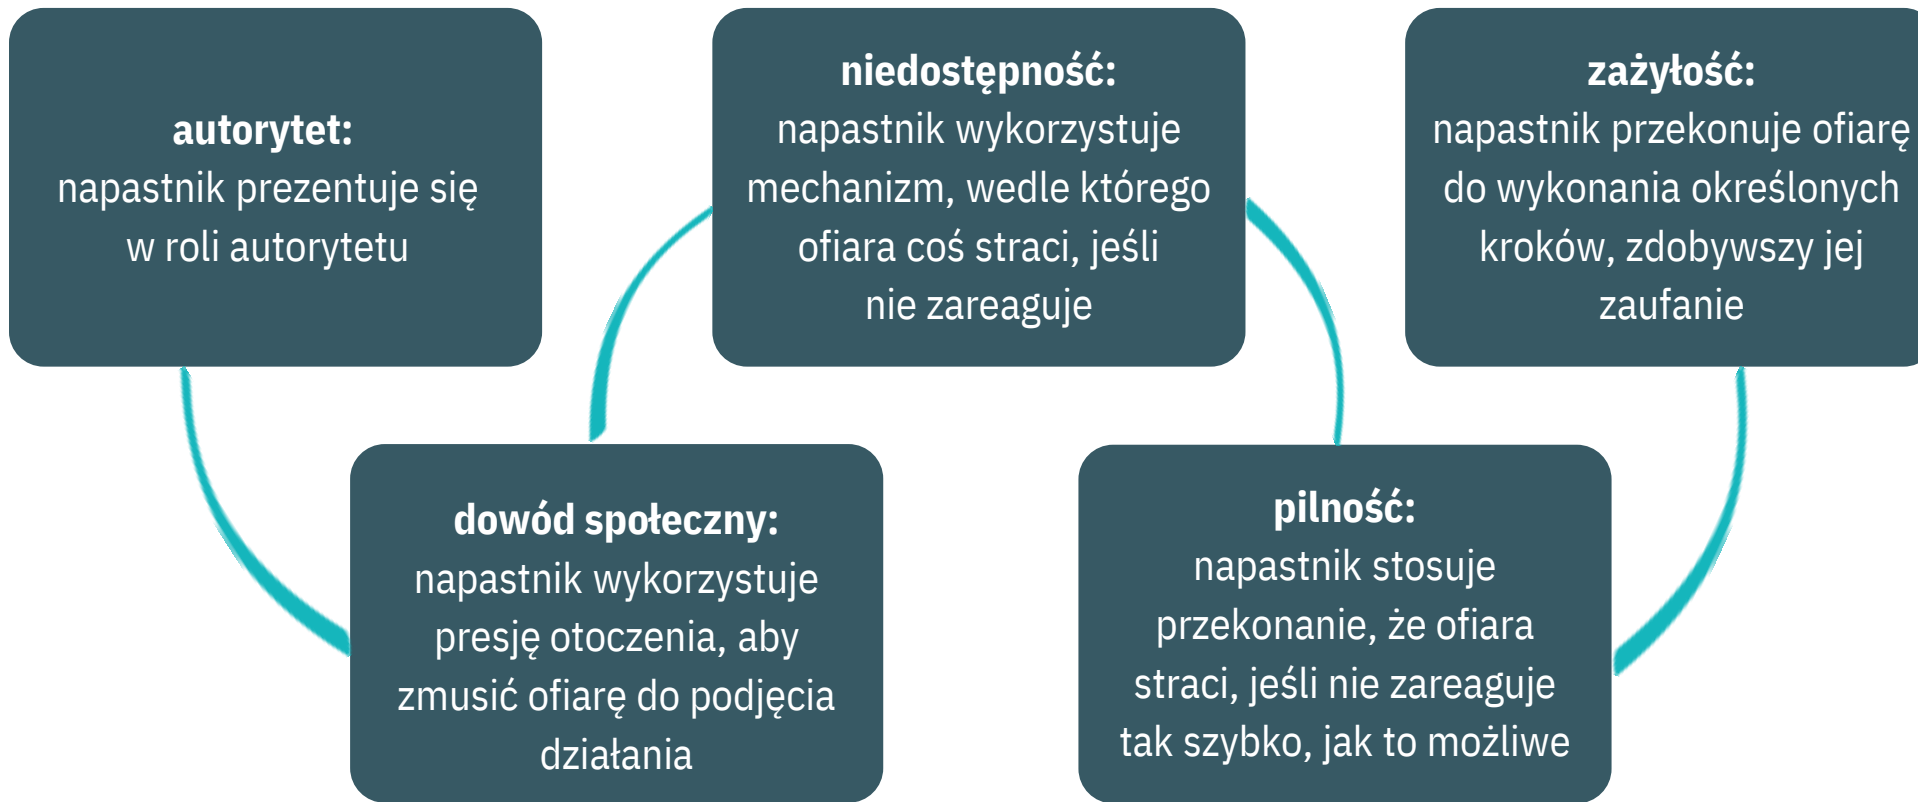 autorytet:
napastnik prezentuje się
w roli autorytetu
dowód społeczny:
napastnik wykorzystuje
presję otoczenia, aby
zmusić ofiarę do podjęcia
działania
niedostępność:
napastnik wykorzystuje
mechanizm, wedle którego
ofiara coś straci, jeśli
nie zareaguje
pilność:
napastnik stosuje
przekonanie, że ofiara
straci, jeśli nie zareaguje
tak szybko, jak to możliwe
zażyłość:
napastnik przekonuje ofiarę
do wykonania określonych
kroków, zdobywszy jej
zaufanie